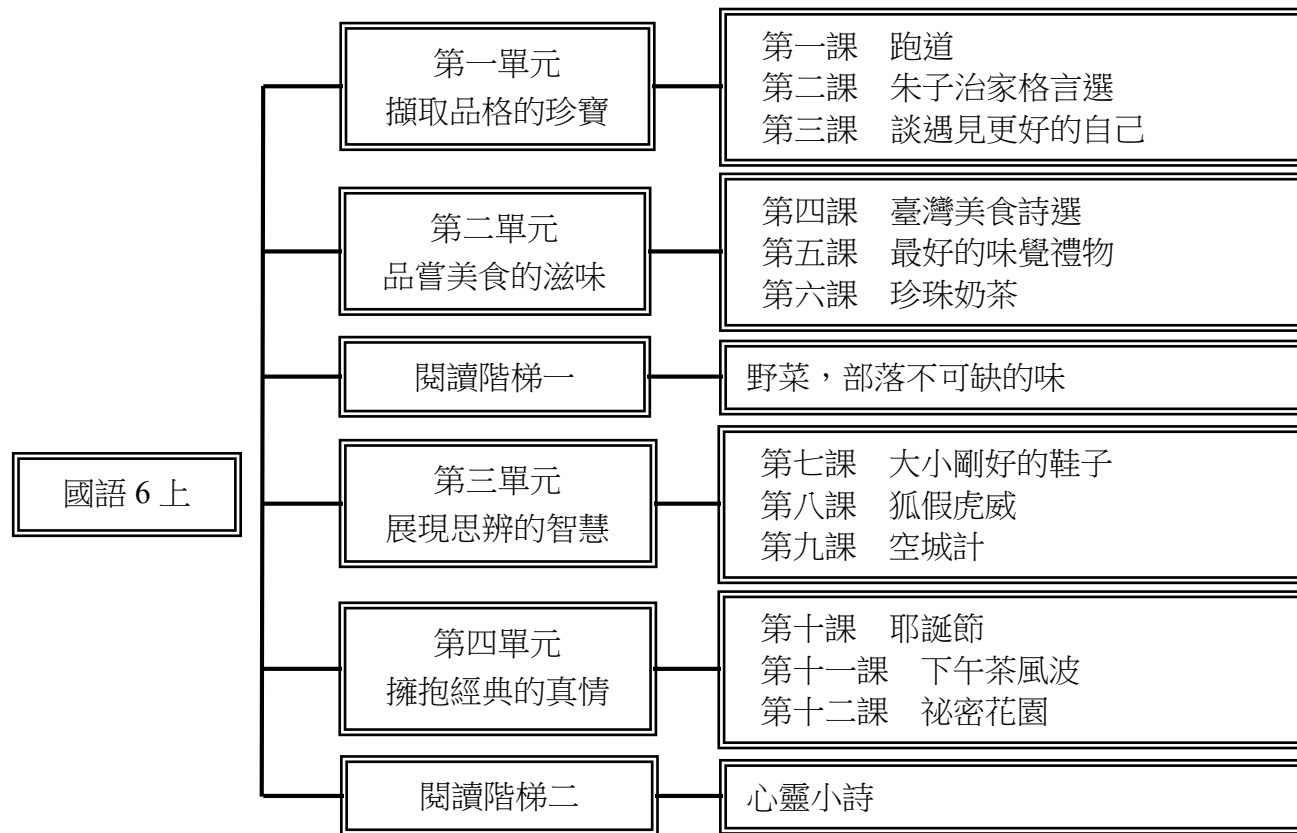 國語 6 上
第一單元
擷取品格的珍寶
第一課　跑道
第二課　朱子治家格言選
第三課　談遇見更好的自己
第二單元
品嘗美食的滋味
第四課　臺灣美食詩選
第五課　最好的味覺禮物
第六課　珍珠奶茶
閱讀階梯一
野菜，部落不可缺的味
第三單元
展現思辨的智慧
第七課　大小剛好的鞋子
第八課　狐假虎威
第九課　空城計
第四單元
擁抱經典的真情
第十課　耶誕節
第十一課　下午茶風波
第十二課　祕密花園
閱讀階梯二
心靈小詩